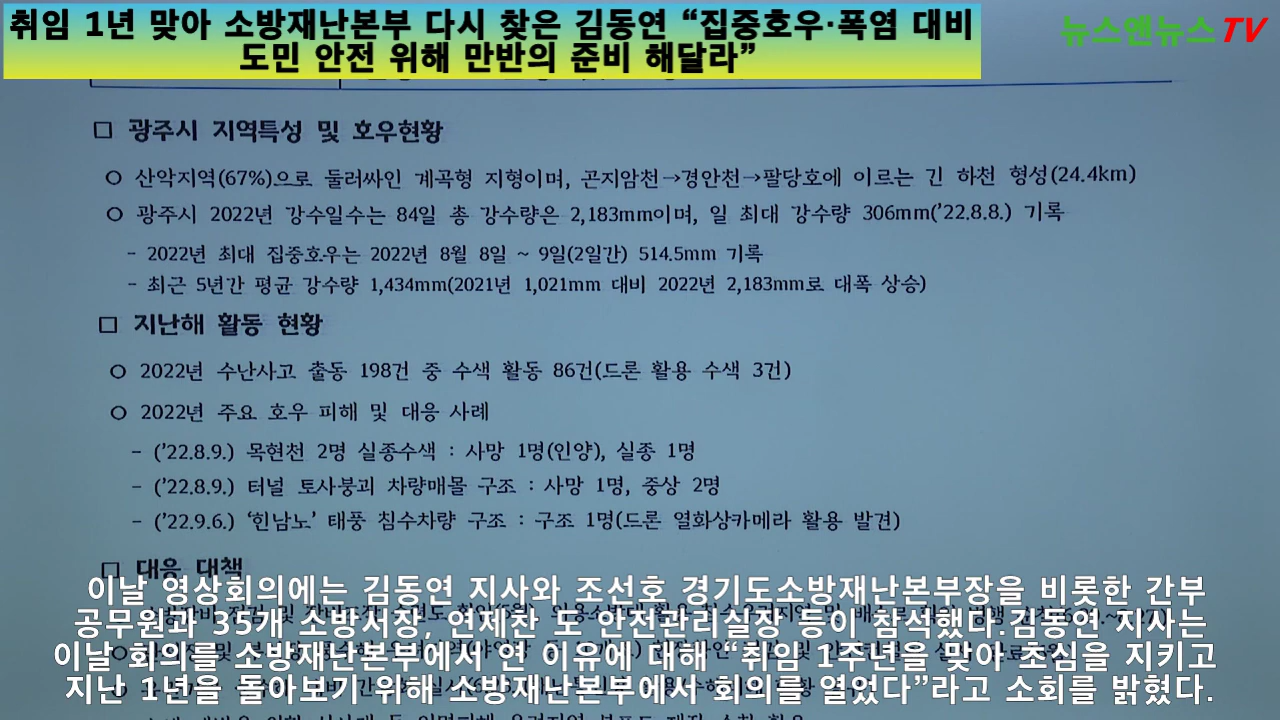 취임 1년 맞아 소방재난본부 다시 찾은 김동연 “집중호우·폭염 대비
도민 안전 위해 만반의 준비 해달라”
뉴스엔뉴스TV
□ 광주시 지역특성 및 호우현황
○ 산악지역(67%)으로 둘러싸인 계곡형 지형이며, 곤지암천→경안천→팔당호에 이르는 긴 하천 형성(24.4km)
○ 광주시 2022년 강수일수는 84일 총 강수량은 2,183mm이며, 일 최대 강수량 306mm(’22.8.8.) 기록
- 2022년 최대 집중호우는 2022년 8월 8일 ~ 9일(2일간) 514.5mm 기록
- 최근 5년간 평균 강수량 1,434mm(2021년 1,021mm 대비 2022년 2,183mm로 대폭 상승)
□ 지난해 활동 현황
○ 2022년 수난사고 출동 198건 중 수색 활동 86건(드론 활용 수색 3건)
○ 2022년 주요 호우 피해 및 대응 사례
- (’22.8.9.) 목현천 2명 실종수색 : 사망 1명(인양), 실종 1명
- (’22.8.9.) 터널 토사붕괴 차량매몰 구조 : 사망 1명, 중상 2명
- (’22.9.6.) ‘힌남노’ 태풍 침수차량 구조 : 구조 1명(드론 열화상카메라 활용 발견)
□ 대응 대책
이날 영상회의에는 김동연 지사와 조선호 경기도소방재난본부장을 비롯한 간부
공무원과 35개 소방서장, 연제찬 도 안전관리실장 등이 참석했다.김동연 지사는
이날 회의를 소방재난본부에서 연 이유에 대해 “취임 1주년을 맞아 초심을 지키고
지난 1년을 돌아보기 위해 소방재난본부에서 회의를 열었다”라고 소회를 밝혔다.